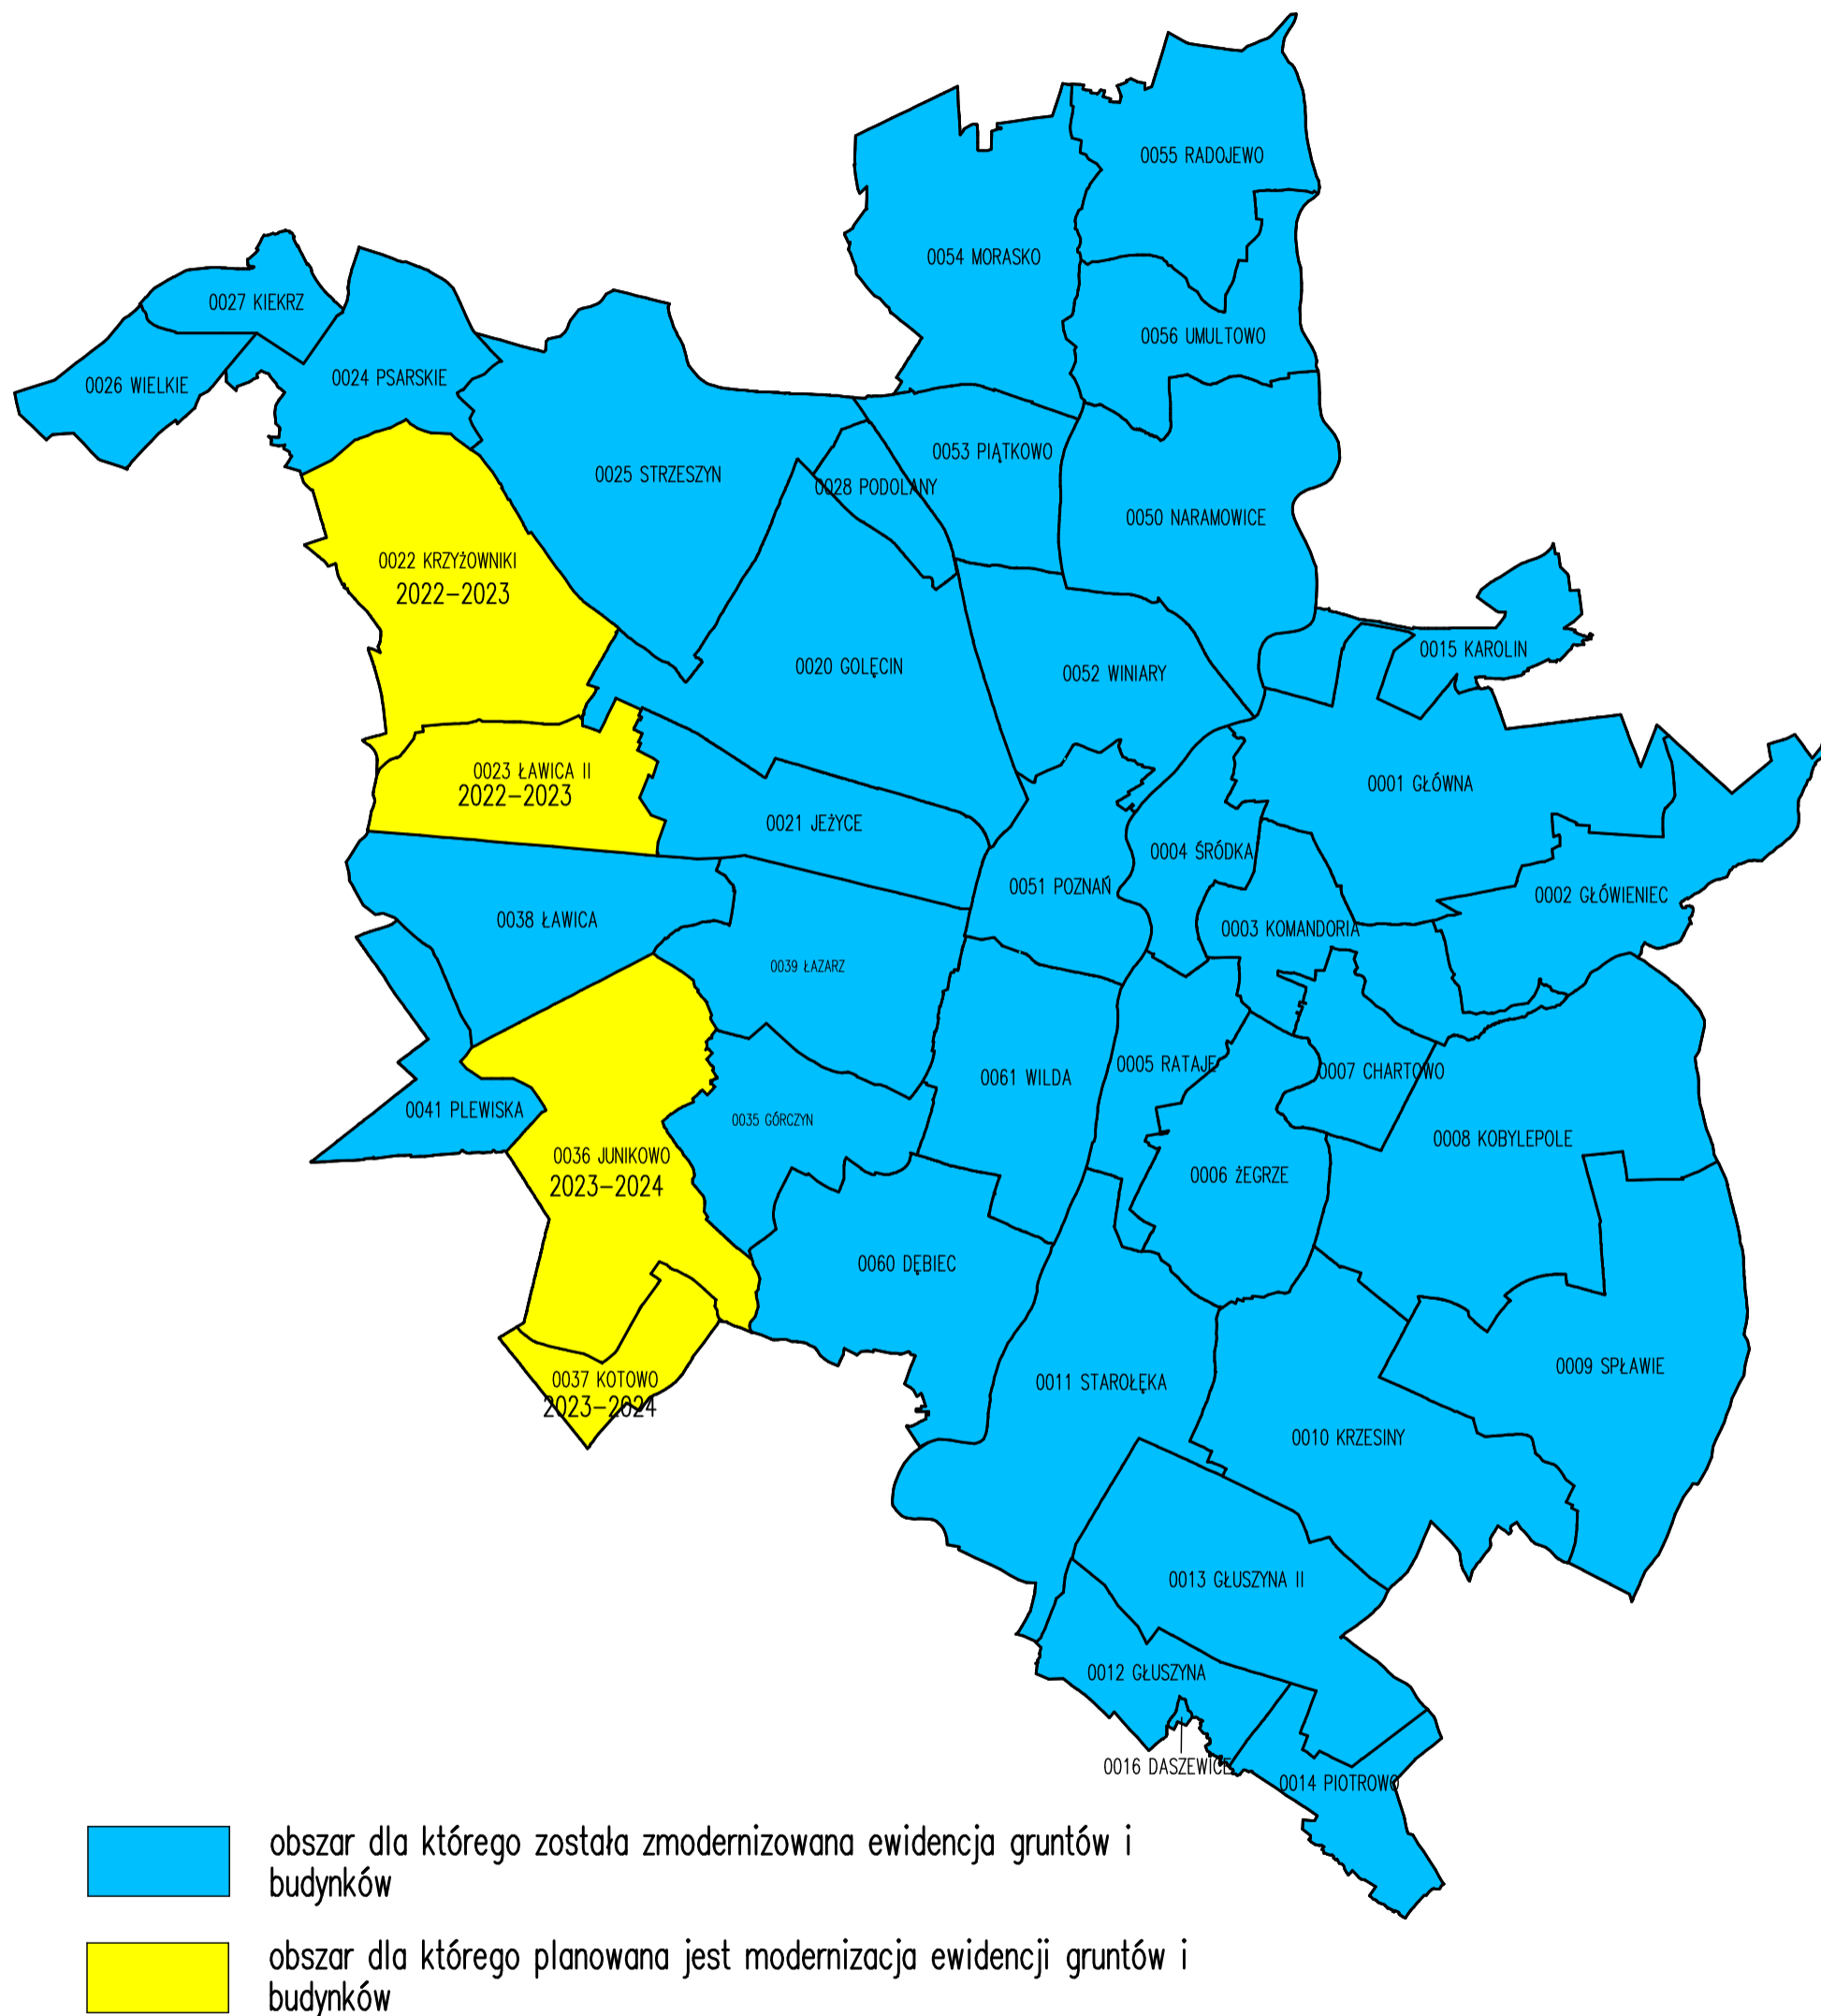 0055 RADOJEWO
0054 MORASKO
0027 KIEKRZ
0056 UMULTOWO
0024 PSARSKIE
0026 WIELKIE
0053 PIĄTKOWO
0025 STRZESZYN
0028 PODOLANY
0050 NARAMOWICE
0022 KRZYŻOWNIKI
2022-2023
0015 KAROLIN
0020 GOLĘCIN
0052 WINIARY
0023 ŁAWICA II
2022-2023
0001 GŁÓWNA
0021 JEŻYCE
0004 ŚRÓDKA
0051 POZNAŃ
0002 GŁÓWIENIEC
0038 ŁAWICA
0003 KOMANDORIA
0039 ŁAZARZ
0005 RATAJE
0007 CHARTOWO
0061 WILDA
0041 PLEWISKA
0035 GÓRCZYN
0008 KOBYLEPOLE
0036 JUNIKOWO
2023-2024
0006 ŻEGRZE
0060 DĘBIEC
0009 SPŁAWIE
0037 KOTOWO
2023-2024
0011 STAROŁĘKA
0010 KRZESINY
0013 GŁUSZYNA II
0012 GŁUSZYNA
0016 DASZEWICE
0014 PIOTROWO
obszar dla którego została zmodernizowana ewidencja gruntów i
budynków
obszar dla którego planowana jest modernizacja ewidencji gruntów i
budynków